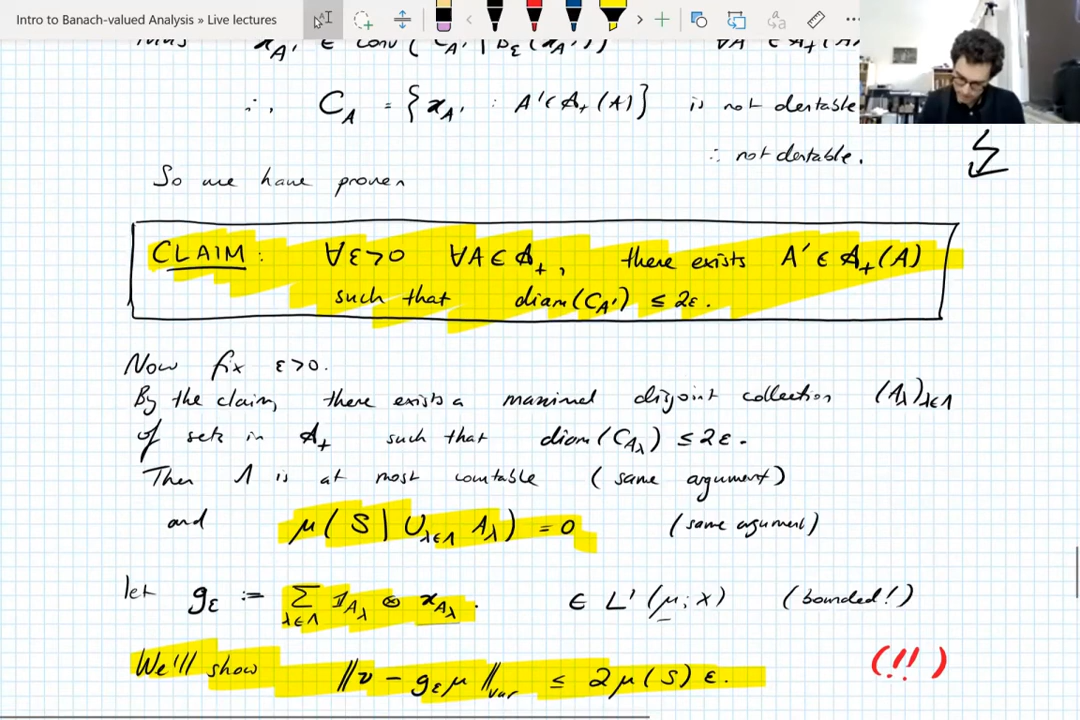 Intro to Banach-valued Analysis » Live lectures
∴ C_A = {x_A' : A' ∈ 𝒜_+(A)} is not dentable
∴ not dentable.
So we have proven
CLAIM: ∀ε>0 ∀A∈𝒜_+, there exists A' ∈ 𝒜_+(A)
such that diam(C_A') ≤ 2ε.
Now fix ε>0.
By the claim, there exists a maximal disjoint collection (A_λ)_λ∈Λ
of sets in 𝒜_+ such that diam(C_A_λ) ≤ 2ε.
Then Λ is at most countable (same argument)
and μ(S \ ∪_λ∈Λ A_λ) = 0 (same argument)
let g_ε := Σ_λ∈Λ 𝟙_A_λ ⊗ x_A_λ. ∈ L¹(μ; X) (bounded!)
We'll show ‖v - g_ε μ‖_var ≤ 2μ(S) ε. (!!)